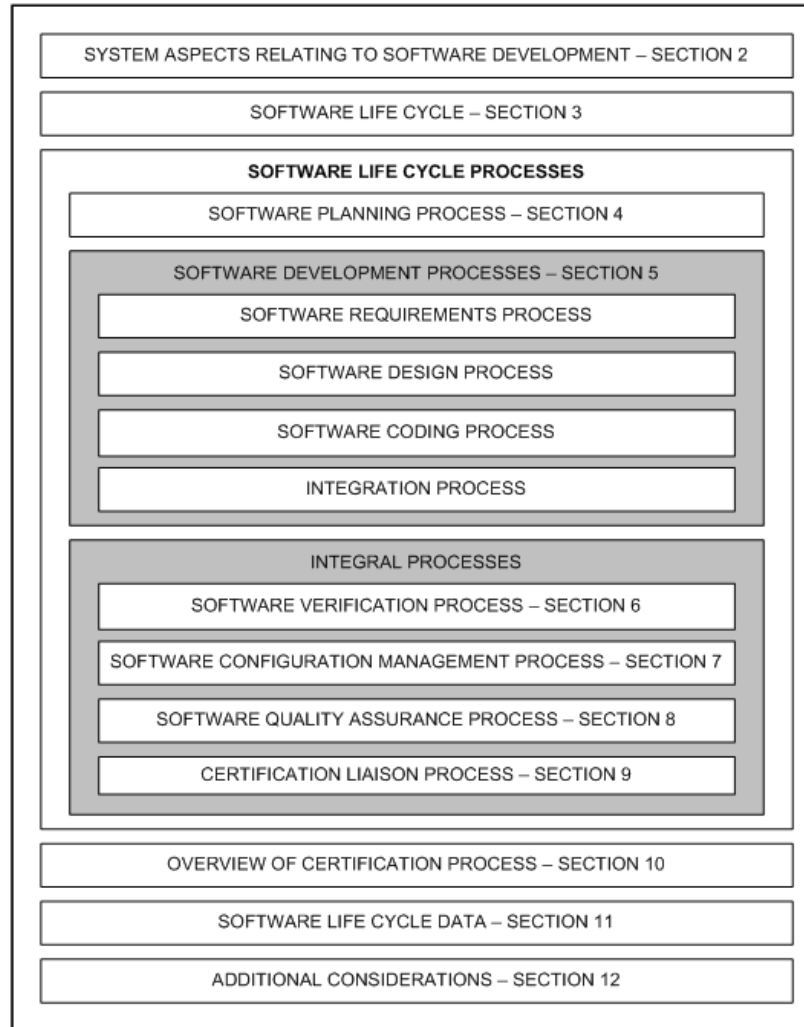 SYSTEM ASPECTS RELATING TO SOFTWARE DEVELOPMENT – SECTION 2
SOFTWARE LIFE CYCLE – SECTION 3
SOFTWARE LIFE CYCLE PROCESSES
SOFTWARE PLANNING PROCESS – SECTION 4
SOFTWARE DEVELOPMENT PROCESSES – SECTION 5
SOFTWARE REQUIREMENTS PROCESS
SOFTWARE DESIGN PROCESS
SOFTWARE CODING PROCESS
INTEGRATION PROCESS
INTEGRAL PROCESSES
SOFTWARE VERIFICATION PROCESS – SECTION 6
SOFTWARE CONFIGURATION MANAGEMENT PROCESS – SECTION 7
SOFTWARE QUALITY ASSURANCE PROCESS – SECTION 8
CERTIFICATION LIAISON PROCESS – SECTION 9
OVERVIEW OF CERTIFICATION PROCESS – SECTION 10
SOFTWARE LIFE CYCLE DATA – SECTION 11
ADDITIONAL CONSIDERATIONS – SECTION 12